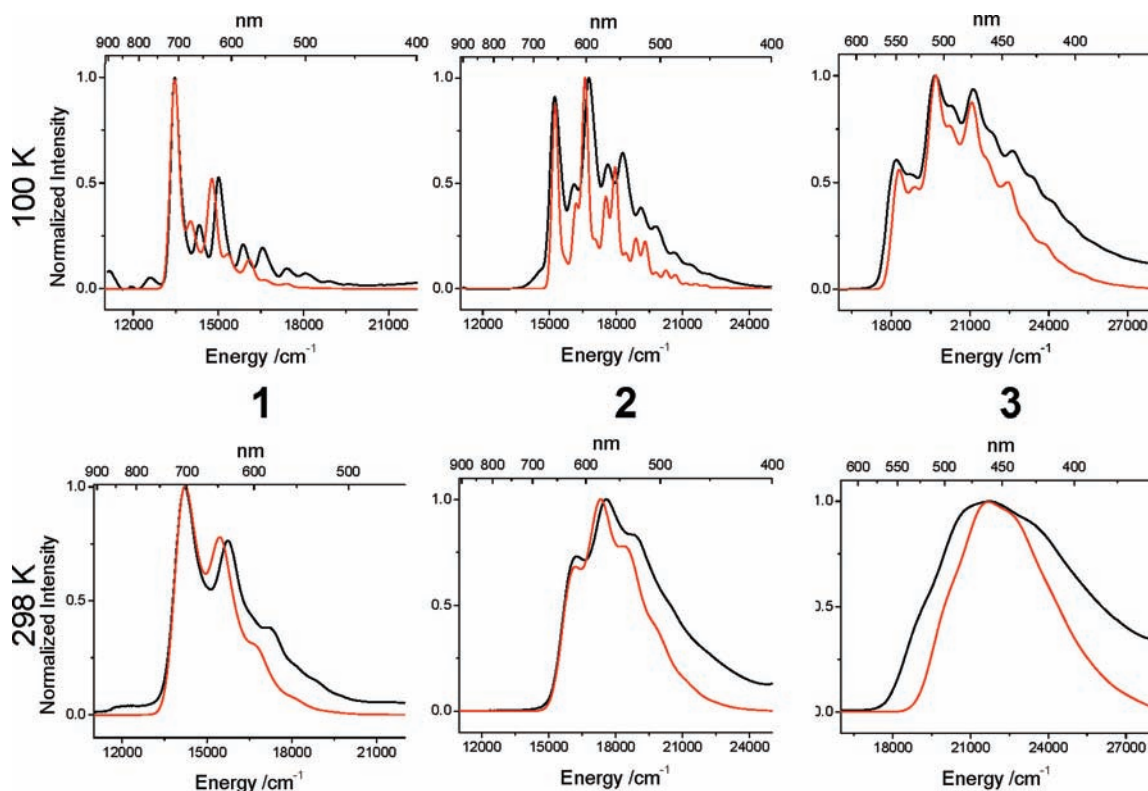 nm nm nm
900 800 700 600 500 400 900 800 700 600 500 400 600 550 500 450 400
100 K
Normalized Intensity
1.0 0.5 0.0
1.0 0.5 0.0
1.0 0.5 0.0
12000 15000 18000 21000 12000 15000 18000 21000 24000 18000 21000 24000 27000
Energy /cm⁻¹ Energy /cm⁻¹ Energy /cm⁻¹
1 2 3
nm nm nm
900 800 700 600 500 900 800 700 600 500 400 600 550 500 450 400
298 K
Normalized Intensity
1.0 0.5 0.0
1.0 0.5 0.0
1.0 0.5 0.0
12000 15000 18000 21000 12000 15000 18000 21000 24000 18000 21000 24000 27000
Energy /cm⁻¹ Energy /cm⁻¹ Energy /cm⁻¹